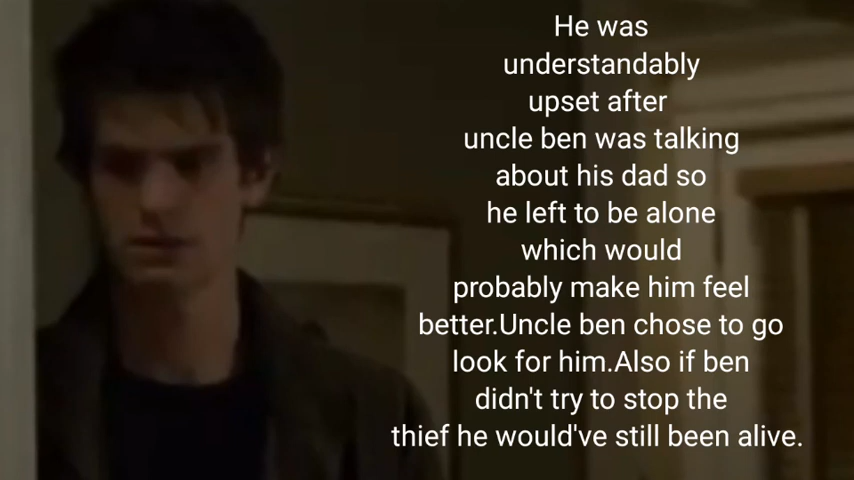 He was
understandably
upset after
uncle ben was talking
about his dad so
he left to be alone
which would
probably make him feel
better.Uncle ben chose to go
look for him.Also if ben
didn't try to stop the
thief he would've still been alive.